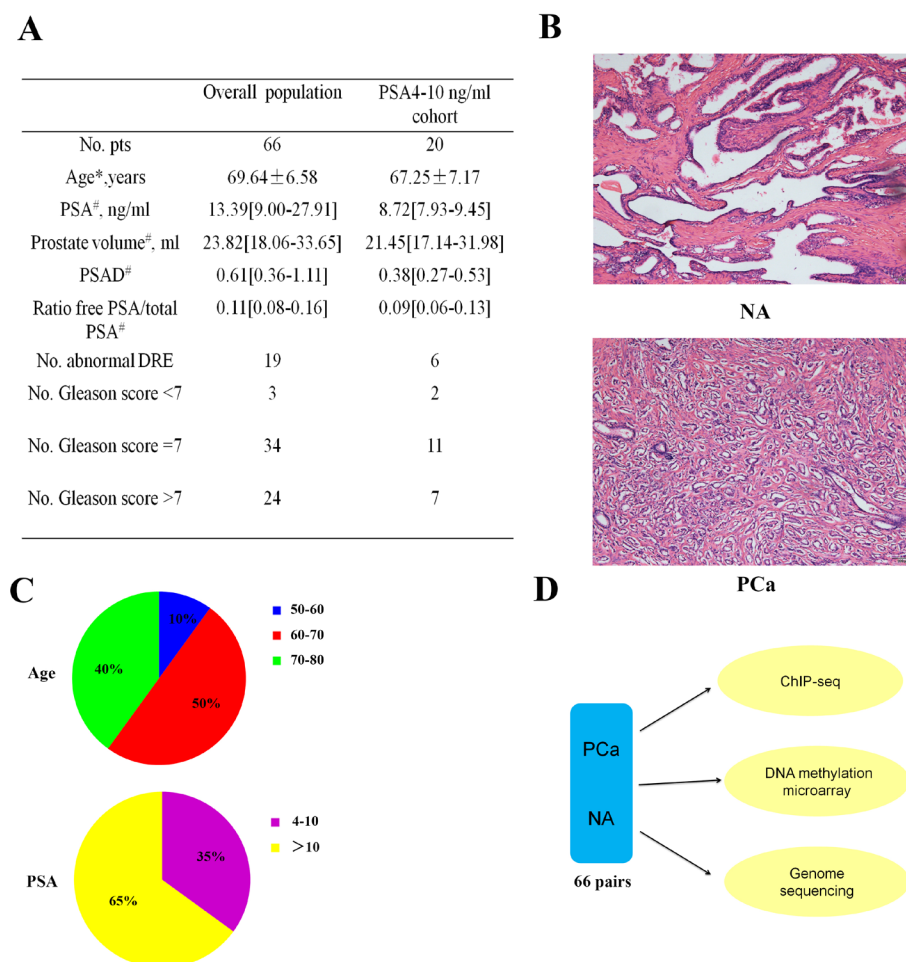 A
Overall population
PSA4-10 ng/ml
cohort
No. pts 66 20
Age*,years 69.64±6.58 67.25±7.17
PSA#, ng/ml 13.39[9.00-27.91] 8.72[7.93-9.45]
Prostate volume#, ml 23.82[18.06-33.65] 21.45[17.14-31.98]
PSAD# 0.61[0.36-1.11] 0.38[0.27-0.53]
Ratio free PSA/total 0.11[0.08-0.16] 0.09[0.06-0.13]
PSA#
No. abnormal DRE 19 6
No. Gleason score <7 3 2
No. Gleason score =7 34 11
No. Gleason score >7 24 7
B
NA
PCa
C
Age
10%
40%
50%
50-60
60-70
70-80
PSA
35%
65%
4-10
>10
D
PCa
NA
66 pairs
ChIP-seq
DNA methylation
microarray
Genome
sequencing